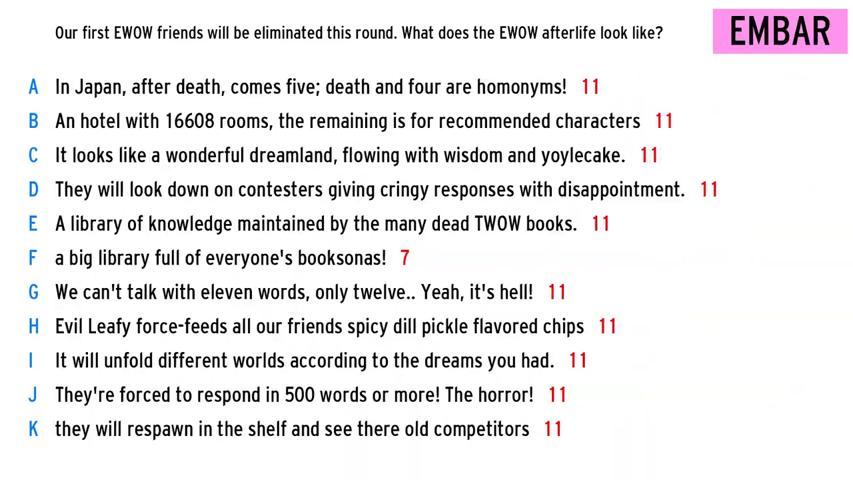 Our first EWOW friends will be eliminated this round. What does the EWOW afterlife look like?
EMBAR
A In Japan, after death, comes five; death and four are homonyms! 11
B An hotel with 16608 rooms, the remaining is for recommended characters 11
C It looks like a wonderful dreamland, flowing with wisdom and yoylecake. 11
D They will look down on contesters giving cringy responses with disappointment. 11
E A library of knowledge maintained by the many dead TWOW books. 11
F a big library full of everyone's booksonas! 7
G We can't talk with eleven words, only twelve.. Yeah, it's hell! 11
H Evil Leafy force-feeds all our friends spicy dill pickle flavored chips 11
I It will unfold different worlds according to the dreams you had. 11
J They're forced to respond in 500 words or more! The horror! 11
K they will respawn in the shelf and see there old competitors 11